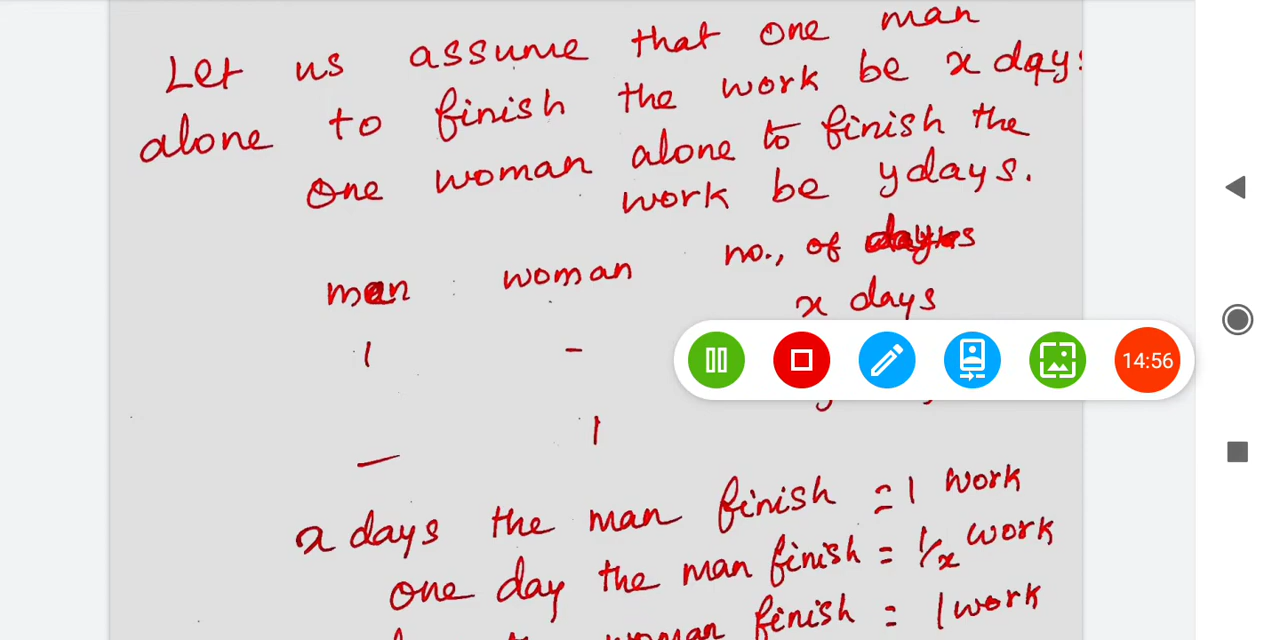 Let us assume that one man
alone to finish the work be x days
one woman alone to finish the
work be y days.
man woman no., of days
x days
1 -
14:56
- 1
x days the man finish = 1 work
one day the man finish = 1/x work
woman finish = 1 work